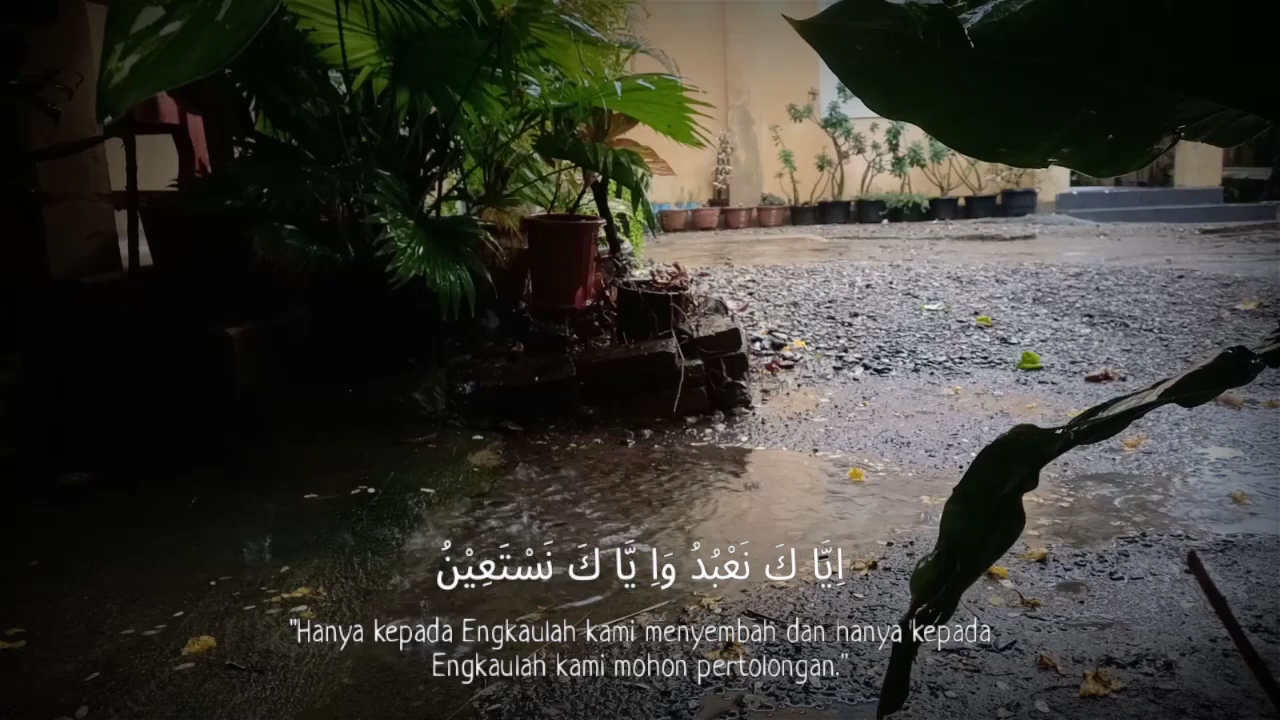 اِيَّا كَ نَعْبُدُ وَاِ يَّا كَ نَسْتَعِيْنُ
"Hanya kepada Engkaulah kami menyembah dan hanya kepada
Engkaulah kami mohon pertolongan."